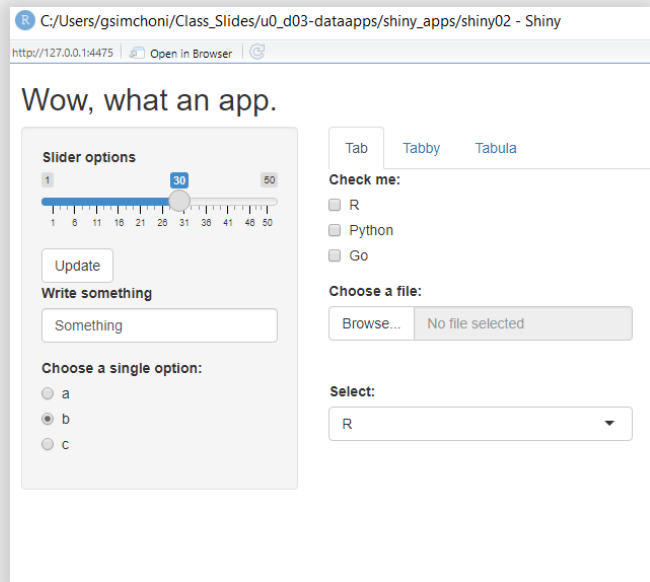 R C:/Users/gsimchoni/Class_Slides/u0_d03-dataapps/shiny_apps/shiny02 - Shiny
http://127.0.0.1:4475 Open in Browser
Wow, what an app.
Slider options
1 30 50
1 6 11 16 21 26 31 36 41 46 50
Update
Write something
Something
Choose a single option:
a
b
c
Tab Tabby Tabula
Check me:
R
Python
Go
Choose a file:
Browse... No file selected
Select:
R